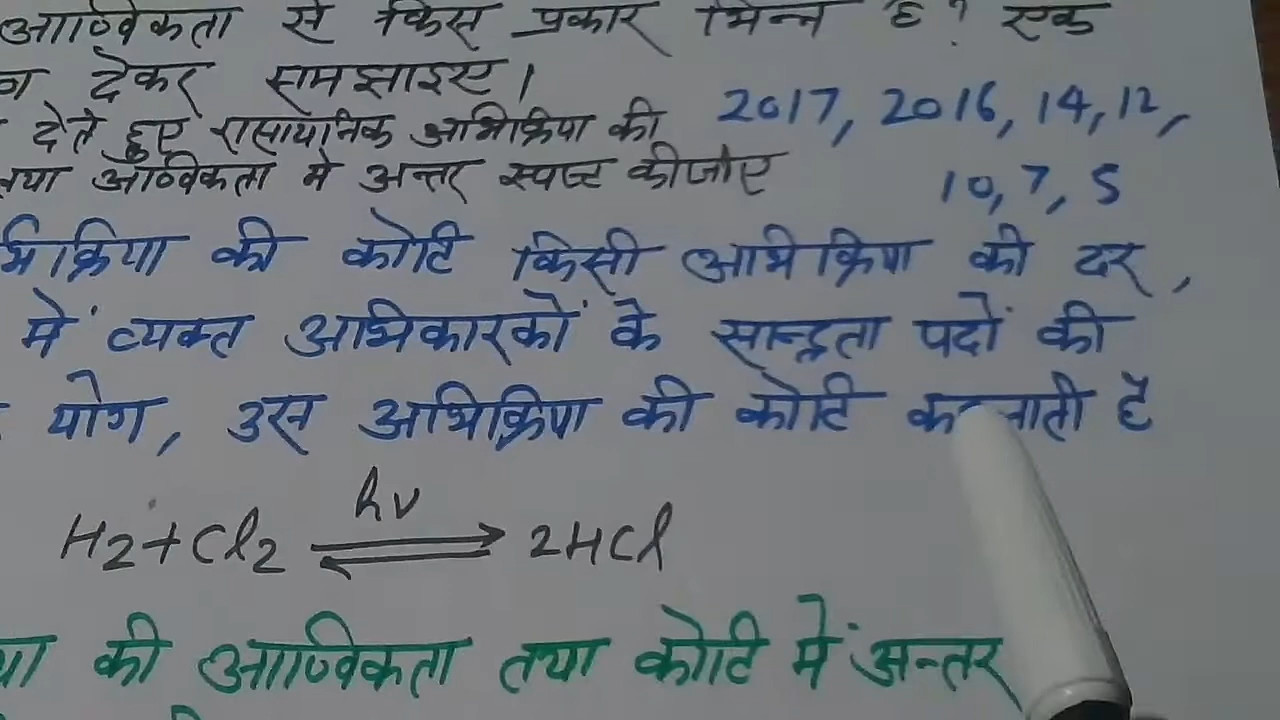 आण्विकता से किस प्रकार भिन्न है? एक
देकर समझाइए।
देते हुए रासायनिक अभिक्रिया की 2017, 2016, 14, 12,
तथा आण्विकता में अन्तर स्पष्ट कीजिए 10, 7, 5
भिक्रिया की कोटि किसी अभिक्रिया की दर,
में व्यक्त अभिकारकों के सान्द्रता पदों की
योग, उस अभिक्रिया की कोटि कहलाती है
H2+Cl2 ⇌ 2HCl
hν
की आण्विकता तथा कोटि में अन्तर